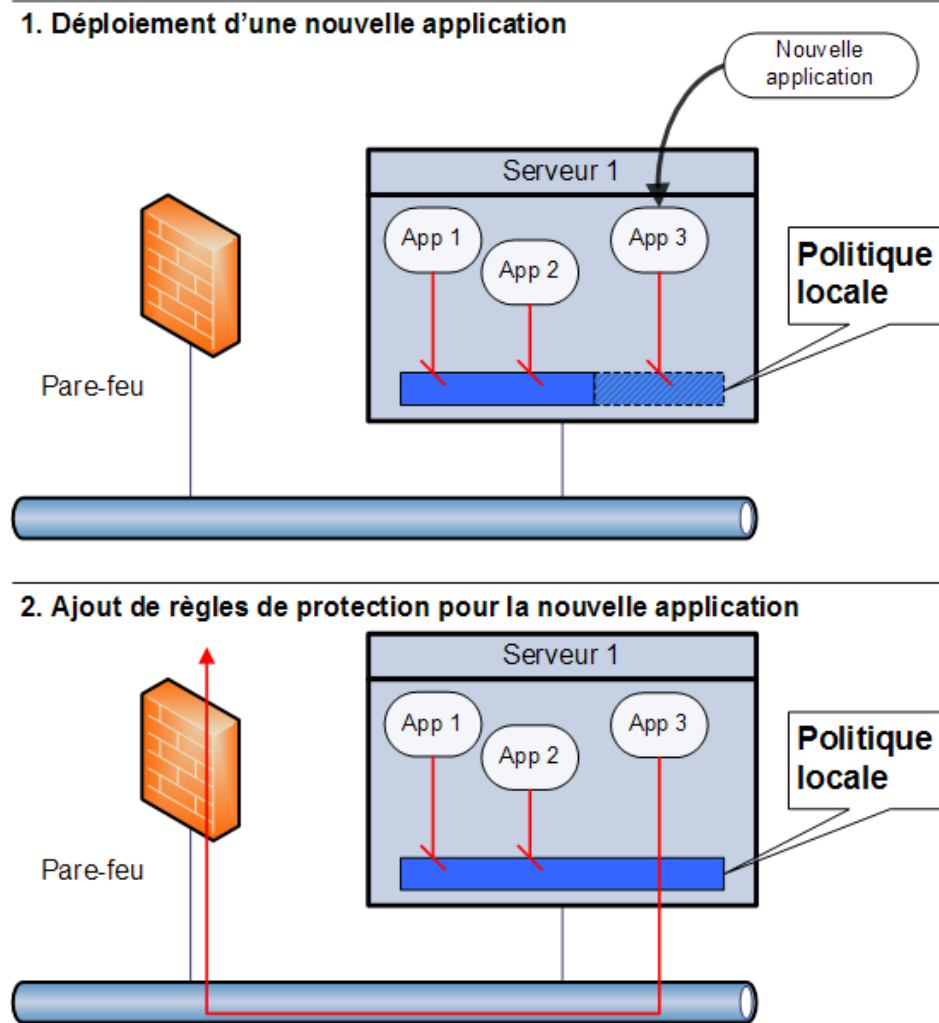 1. Déploiement d'une nouvelle application
Nouvelle
application
Serveur 1
App 1
App 2
App 3
Politique
locale
Pare-feu
2. Ajout de règles de protection pour la nouvelle application
Serveur 1
App 1
App 2
App 3
Politique
locale
Pare-feu